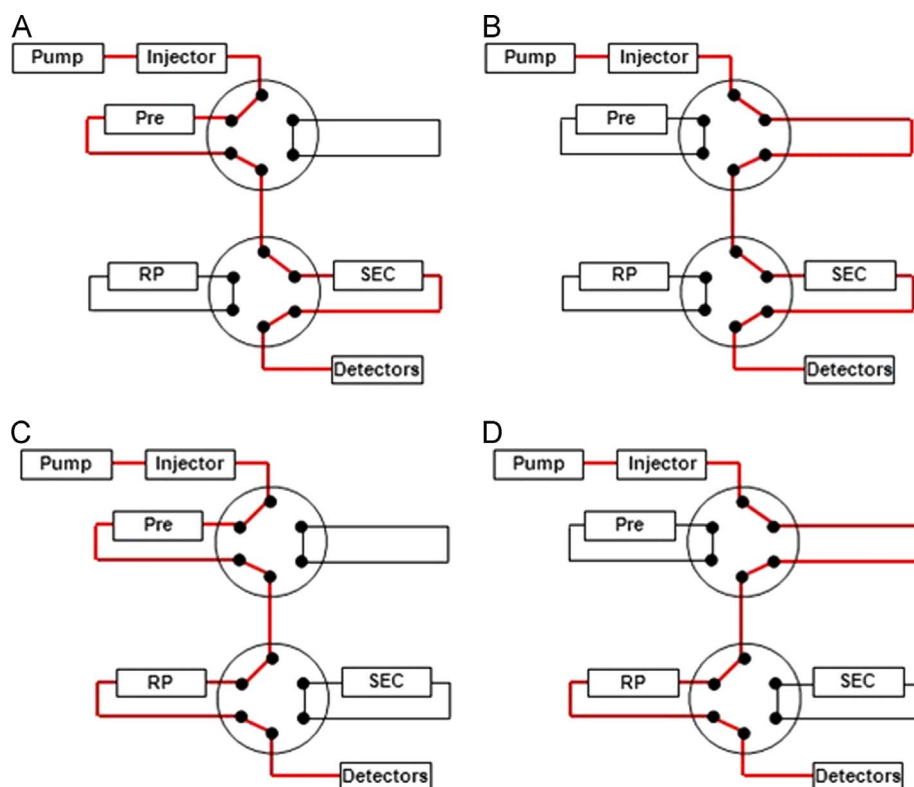 A
Pump Injector
Pre
RP SEC
Detectors
B
Pump Injector
Pre
RP SEC
Detectors
C
Pump Injector
Pre
RP SEC
Detectors
D
Pump Injector
Pre
RP SEC
Detectors